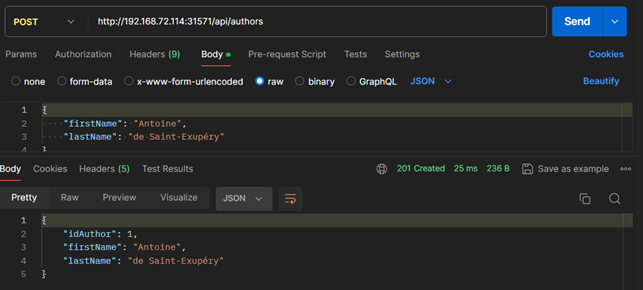 POST http://192.168.72.114:31571/api/authors Send
Params Authorization Headers (9) Body Pre-request Script Tests Settings Cookies
none form-data x-www-form-urlencoded raw binary GraphQL JSON Beautify
1 {
2 "firstName": "Antoine",
3 "lastName": "de Saint-Exupéry"
4 }
Body Cookies Headers (5) Test Results 201 Created 25 ms 236 B Save as example
Pretty Raw Preview Visualize JSON
1 {
2 "idAuthor": 1,
3 "firstName": "Antoine",
4 "lastName": "de Saint-Exupéry"
5 }